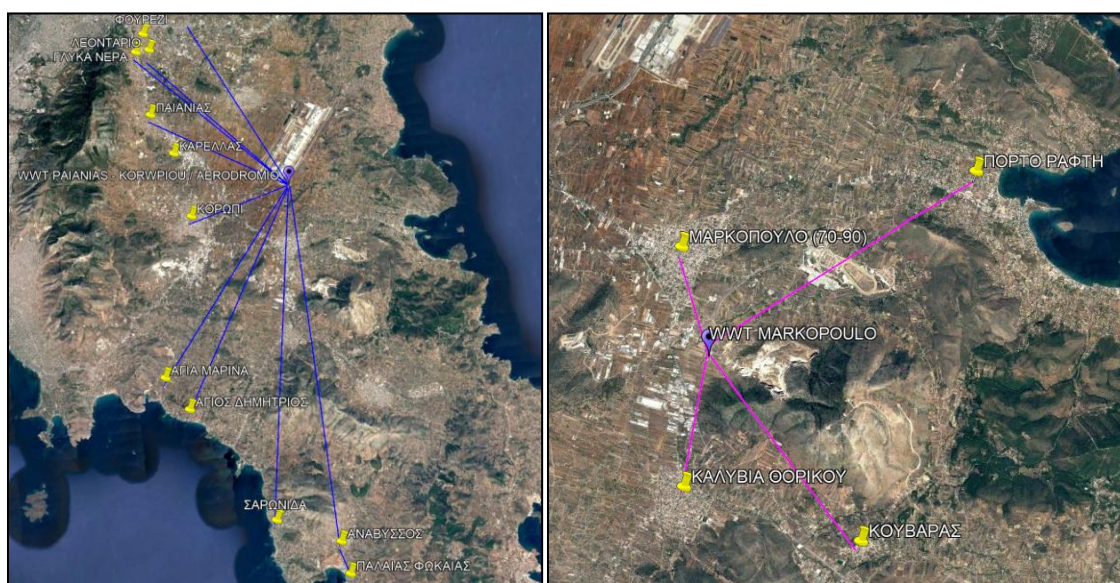 ΦΟΥΡΕΖΙ
ΛΕΟΝΤΑΡΙΟ
ΓΛΥΚΑ ΝΕΡΑ
ΠΑΙΑΝΙΑΣ
ΚΑΡΕΛΛΑΣ
WWT PAIANIAS - KORWPIOU / AERODROMIO
ΚΟΡΩΠΙ
ΑΓΙΑ ΜΑΡΙΝΑ
ΑΓΙΟΣ ΔΗΜΗΤΡΙΟΣ
ΣΑΡΩΝΙΔΑ
ΑΝΑΒΥΣΣΟΣ
ΠΑΛΑΙΑΣ ΦΩΚΑΙΑΣ
ΠΟΡΤΟ ΡΑΦΤΗ
ΜΑΡΚΟΠΟΥΛΟ (70-90)
WWT MARKOPOULO
ΚΑΛΥΒΙΑ ΘΟΡΙΚΟΥ
ΚΟΥΒΑΡΑΣ